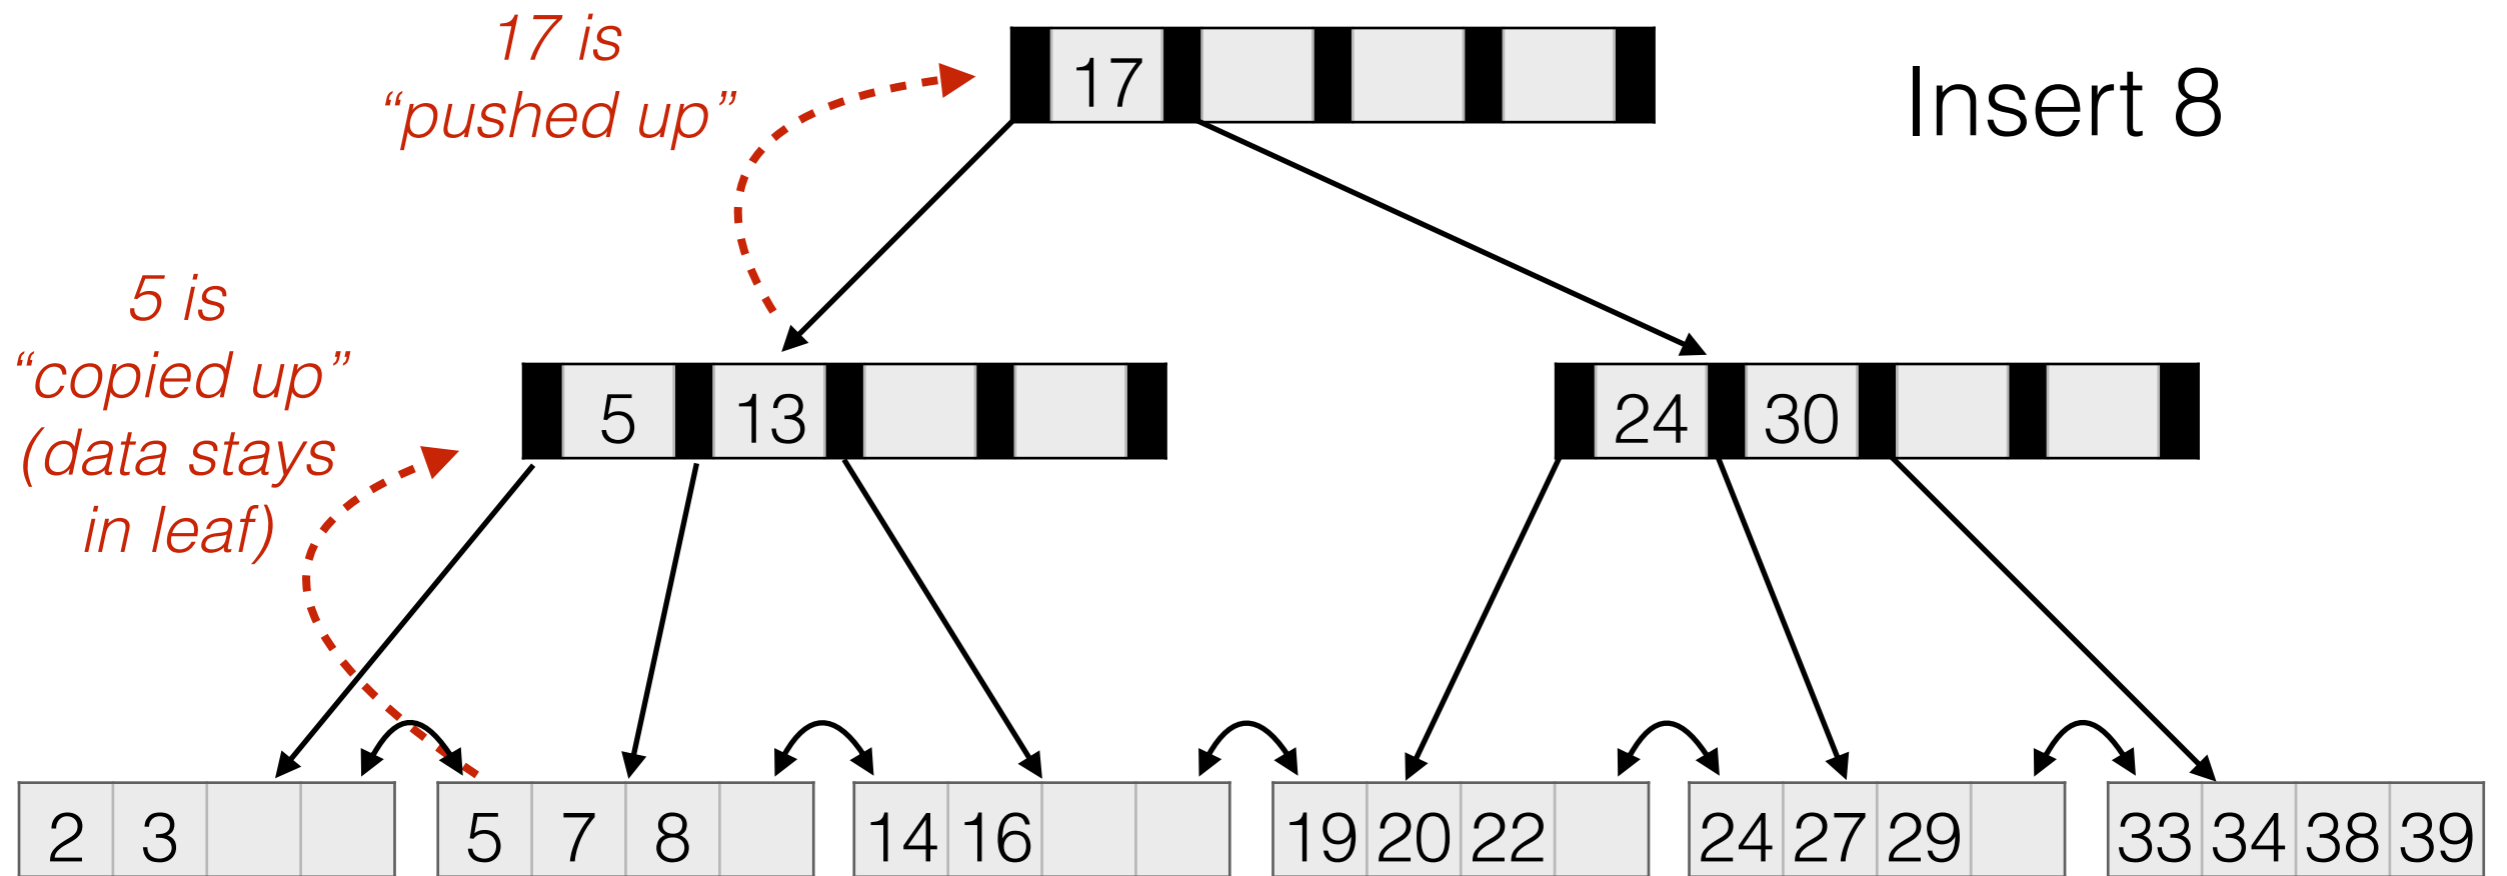 17 is
“pushed up”
17
Insert 8
5 is
“copied up”
(data stays
in leaf)
5 13
24 30
2 3
5 7 8
14 16
19 20 22
24 27 29
33 34 38 39